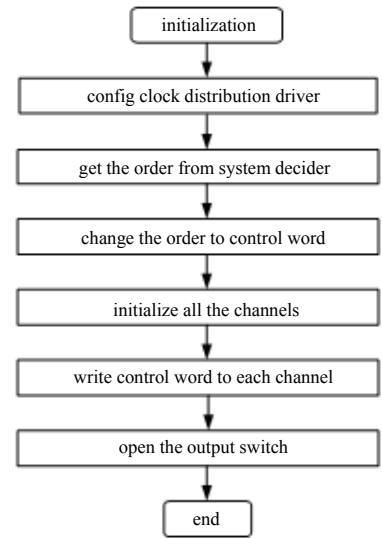 initialization
config clock distribution driver
get the order from system decider
change the order to control word
initialize all the channels
write control word to each channel
open the output switch
end